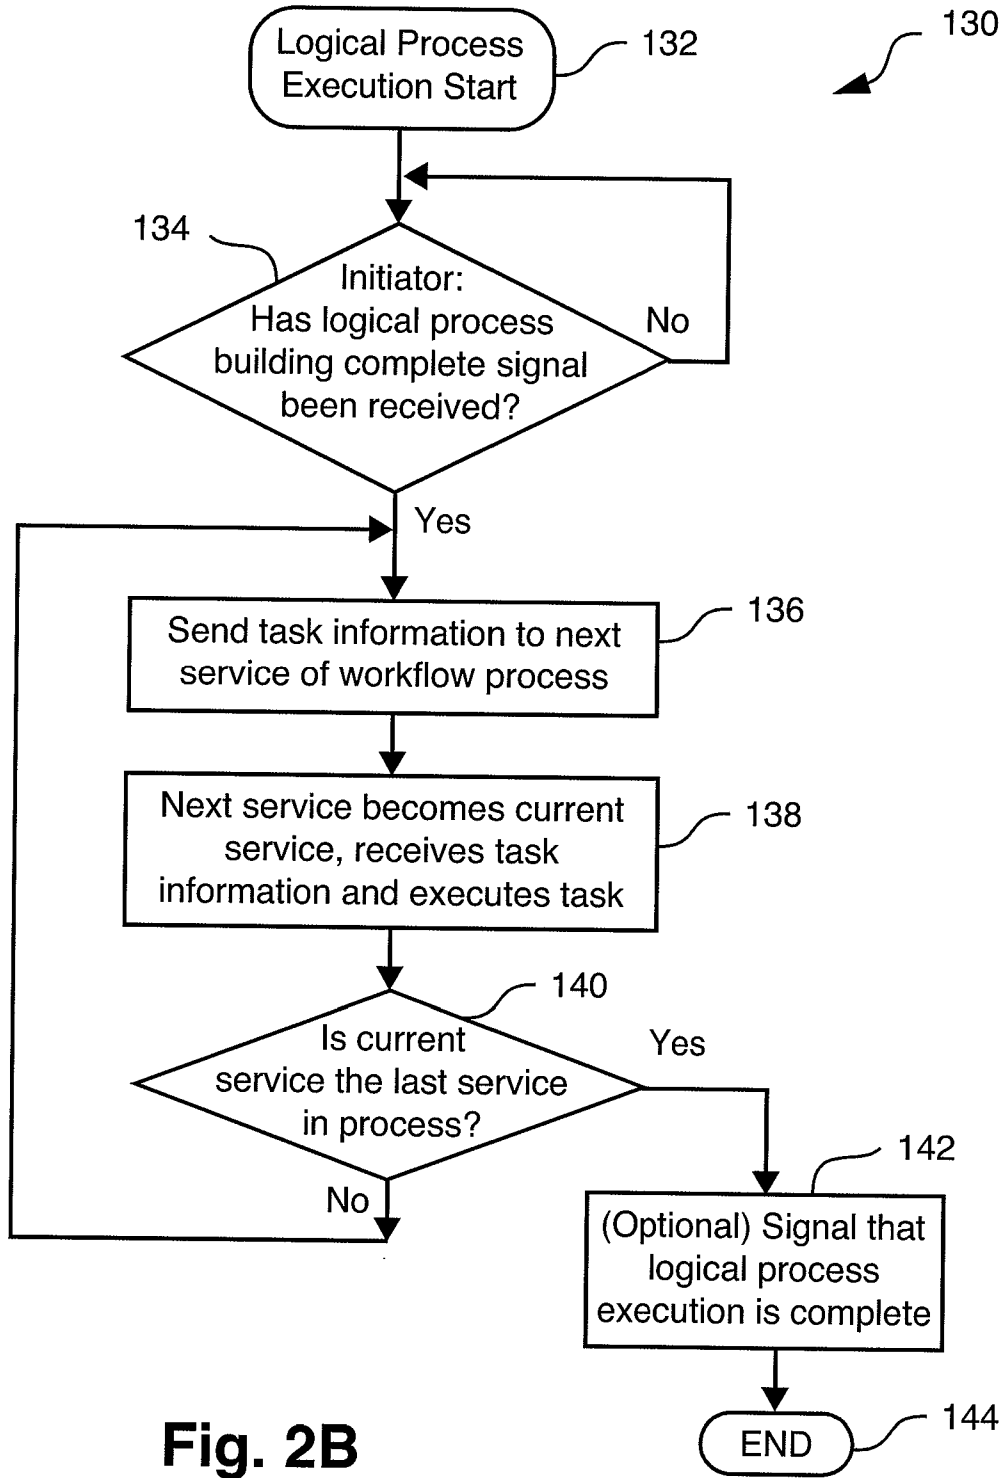 130
Logical Process
Execution Start
132
134
Initiator:
Has logical process
building complete signal
been received?
No
Yes
Send task information to next
service of workflow process
136
Next service becomes current
service, receives task
information and executes task
138
140
Is current
service the last service
in process?
Yes
No
142
(Optional) Signal that
logical process
execution is complete
END
144
Fig. 2B